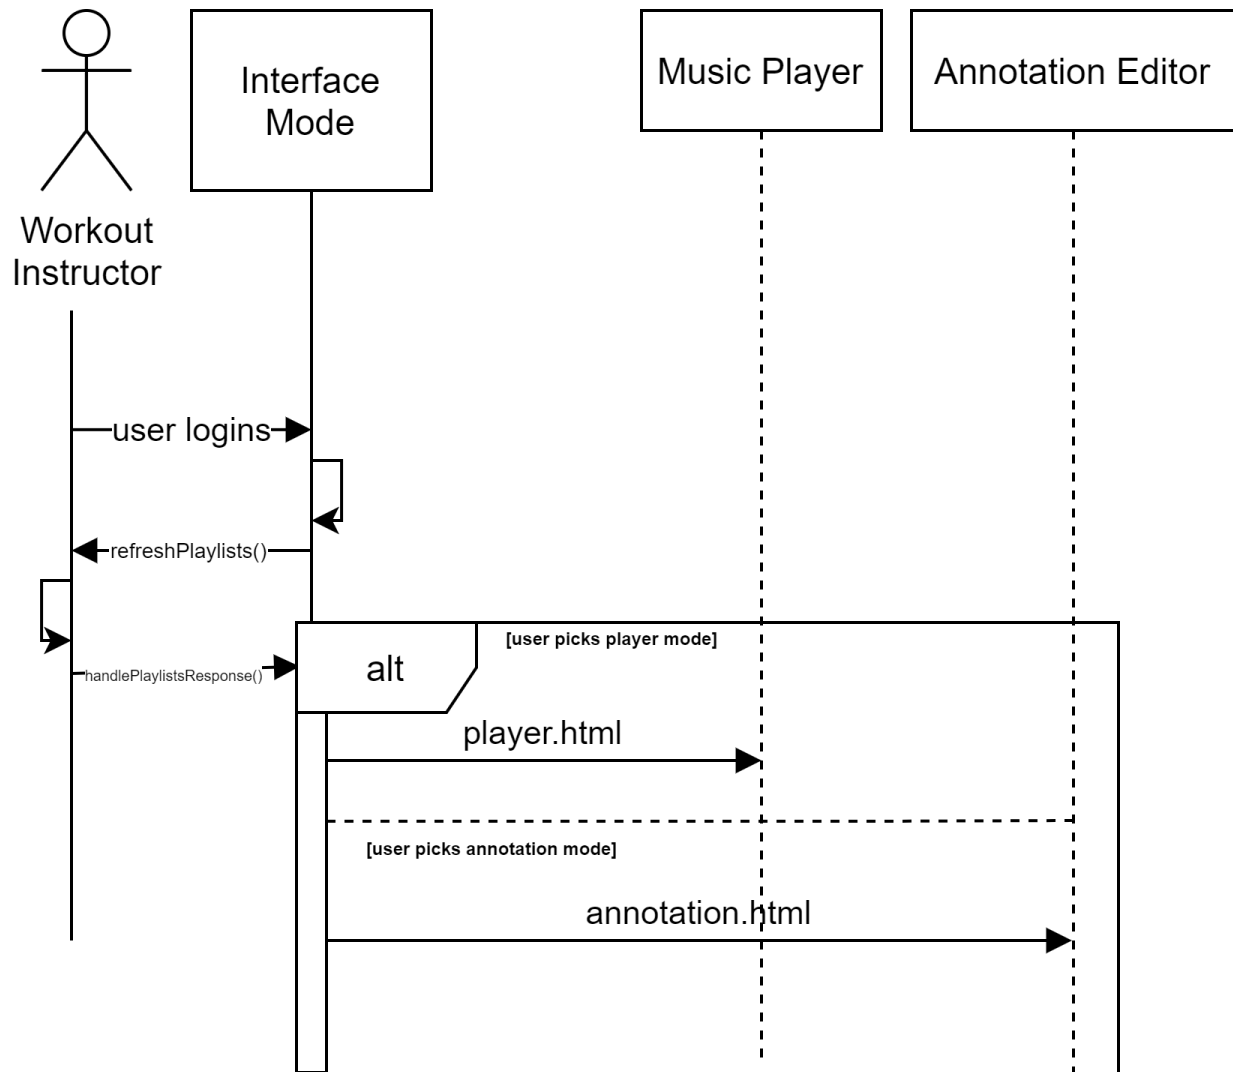 Interface
Mode
Music Player
Annotation Editor
Workout
Instructor
user logins
refreshPlaylists()
[user picks player mode]
alt
handlePlaylistsResponse()
player.html
[user picks annotation mode]
annotation.html